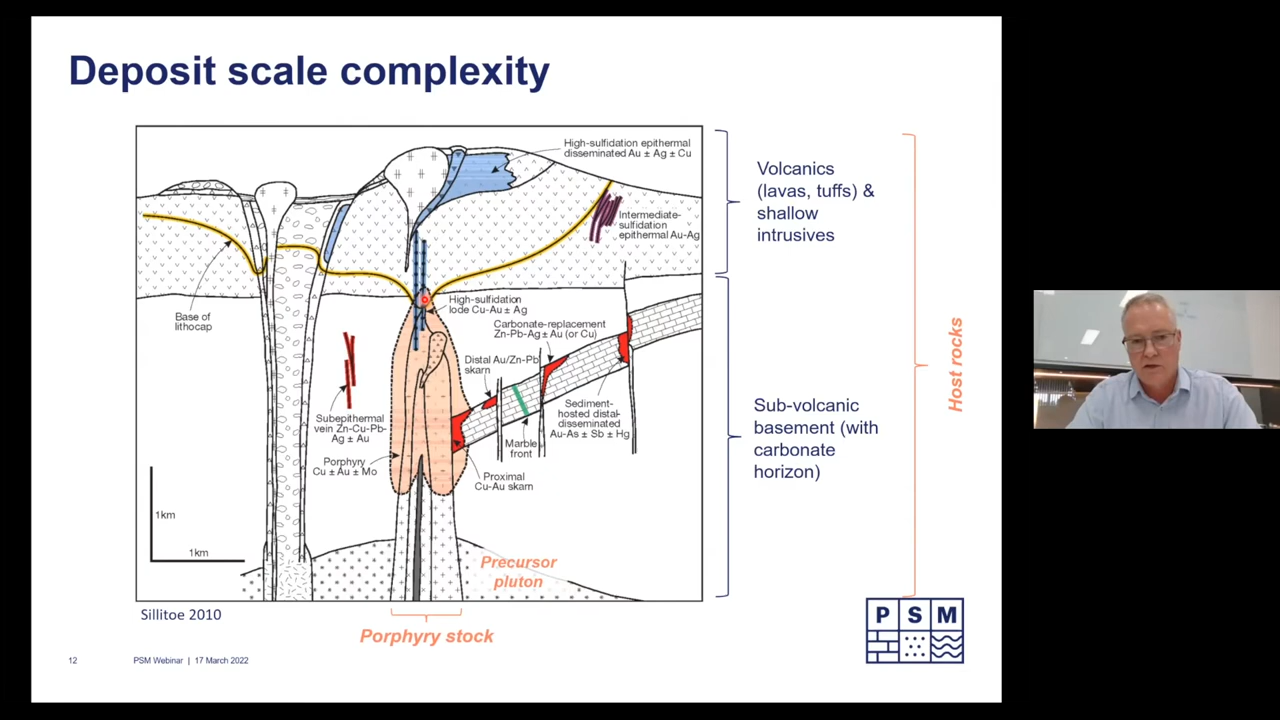 Deposit scale complexity
High-sulfidation epithermal
disseminated Au ± Ag ± Cu
Intermediate-
sulfidation
epithermal Au-Ag
Base of
lithocap
High-sulfidation
lode Cu-Au ± Ag
Carbonate-replacement
Zn-Pb-Ag ± Au (or Cu)
Distal Au/Zn-Pb
skarn
Subepithermal
vein Zn-Cu-Pb-
Ag ± Au
Sediment-
hosted distal-
disseminated
Au-As ± Sb ± Hg
Marble
front
Porphyry
Cu ± Au ± Mo
Proximal
Cu-Au skarn
1km
1km
Precursor
pluton
Sillitoe 2010
Porphyry stock
Volcanics
(lavas, tuffs) &
shallow
intrusives
Sub-volcanic
basement (with
carbonate
horizon)
Host rocks
12
PSM Webinar | 17 March 2022
P S M